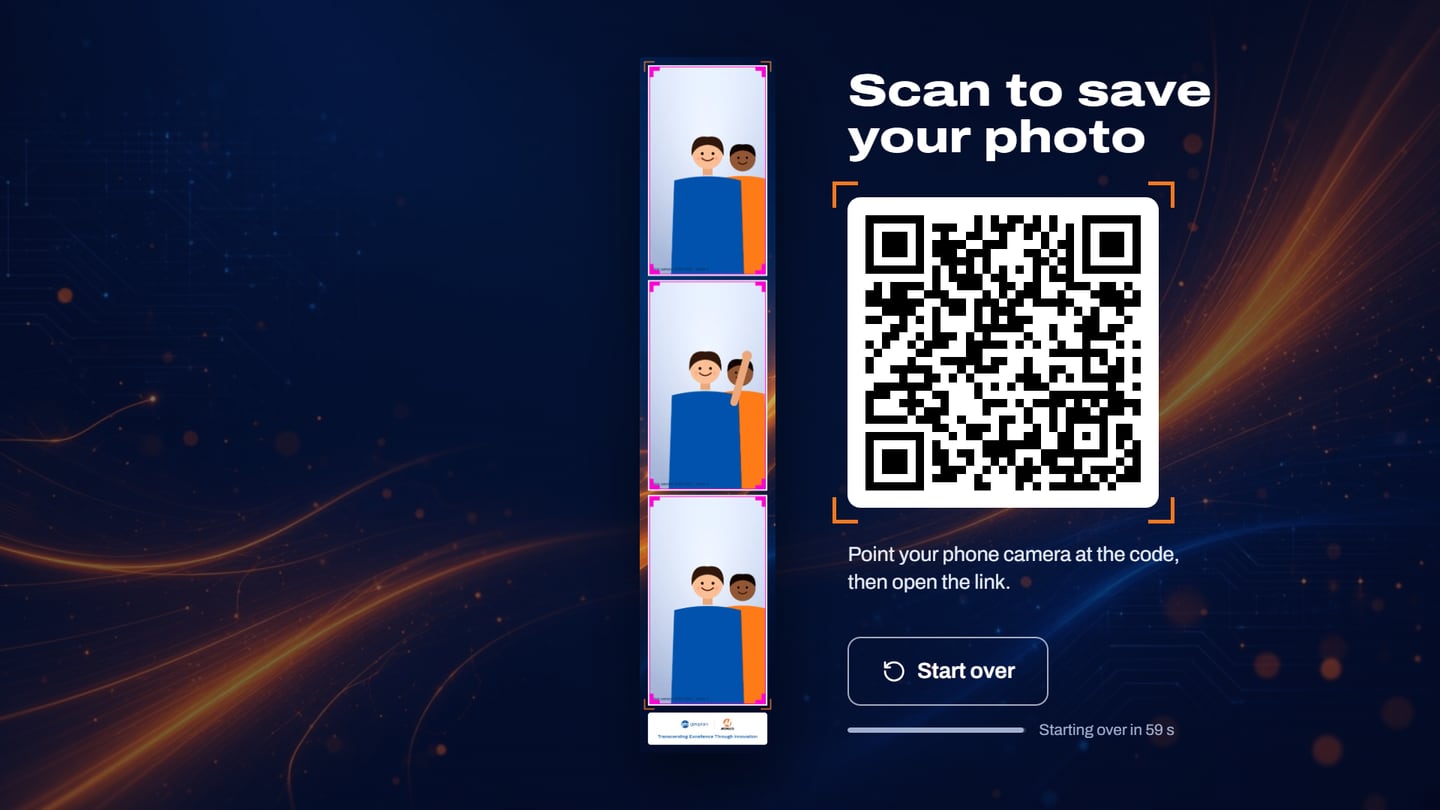 Scan to save
your photo
Point your phone camera at the code,
then open the link.
Start over
Starting over in 59 s
Transcending Excellence Through Innovation